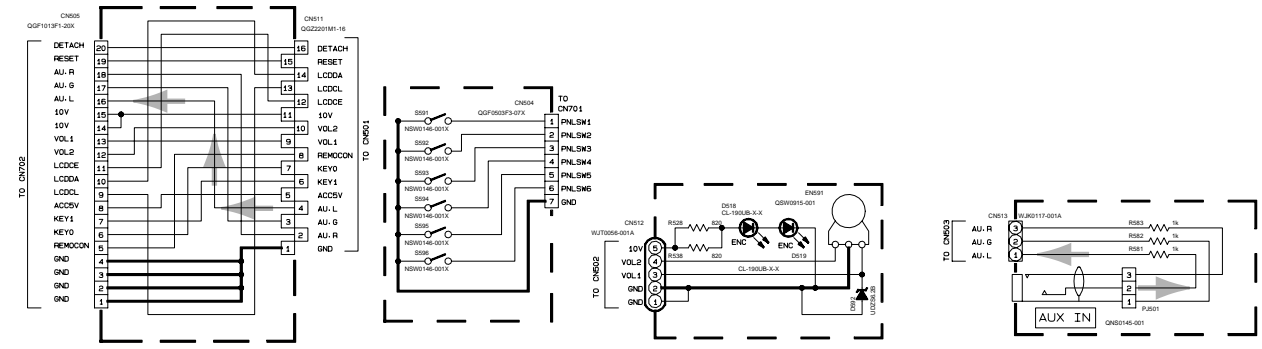 CN505
QGF1013F1-20X
DETACH 20
RESET 19
AU.R 18
AU.G 17
AU.L 16
10V 15
10V 14
VOL1 13
VOL2 12
LCDCE 11
LCDDA 10
LCDCL 9
ACC5V 8
KEY1 7
KEY0 6
REMOCON 5
GND 4
GND 3
GND 2
GND 1
TO CN702
CN511
QGZ2201M1-16
16 DETACH
15 RESET
14 LCDDA
13 LCDCL
12 LCDCE
11 10V
10 VOL2
9 VOL1
8 REMOCON
7 KEY0
6 KEY1
5 ACC5V
4 AU.L
3 AU.G
2 AU.R
1 GND
TO CN501
CN504
QGF0503F3-07X
TO
CN701
S591
NSW0146-001X
S592
NSW0146-001X
S593
NSW0146-001X
S594
NSW0146-001X
S595
NSW0146-001X
S596
NSW0146-001X
1 PNLSW1
2 PNLSW2
3 PNLSW3
4 PNLSW4
5 PNLSW5
6 PNLSW6
7 GND
CN512
WJT0056-001A
10V 5
VOL2 4
VOL1 3
GND 2
GND 1
TO CN502
R528 820
R538 820
D518
CL-190UB-X-X
ENC
ENC
D519
CL-190UB-X-X
EN591
QSW0915-001
D592
UDZS6.2B
CN513 WJK0117-001A
AU.R 3
AU.G 2
AU.L 1
TO CN503
R583 1k
R582 1k
R581 1k
3
2
1
PJ501
QNS0145-001
AUX IN